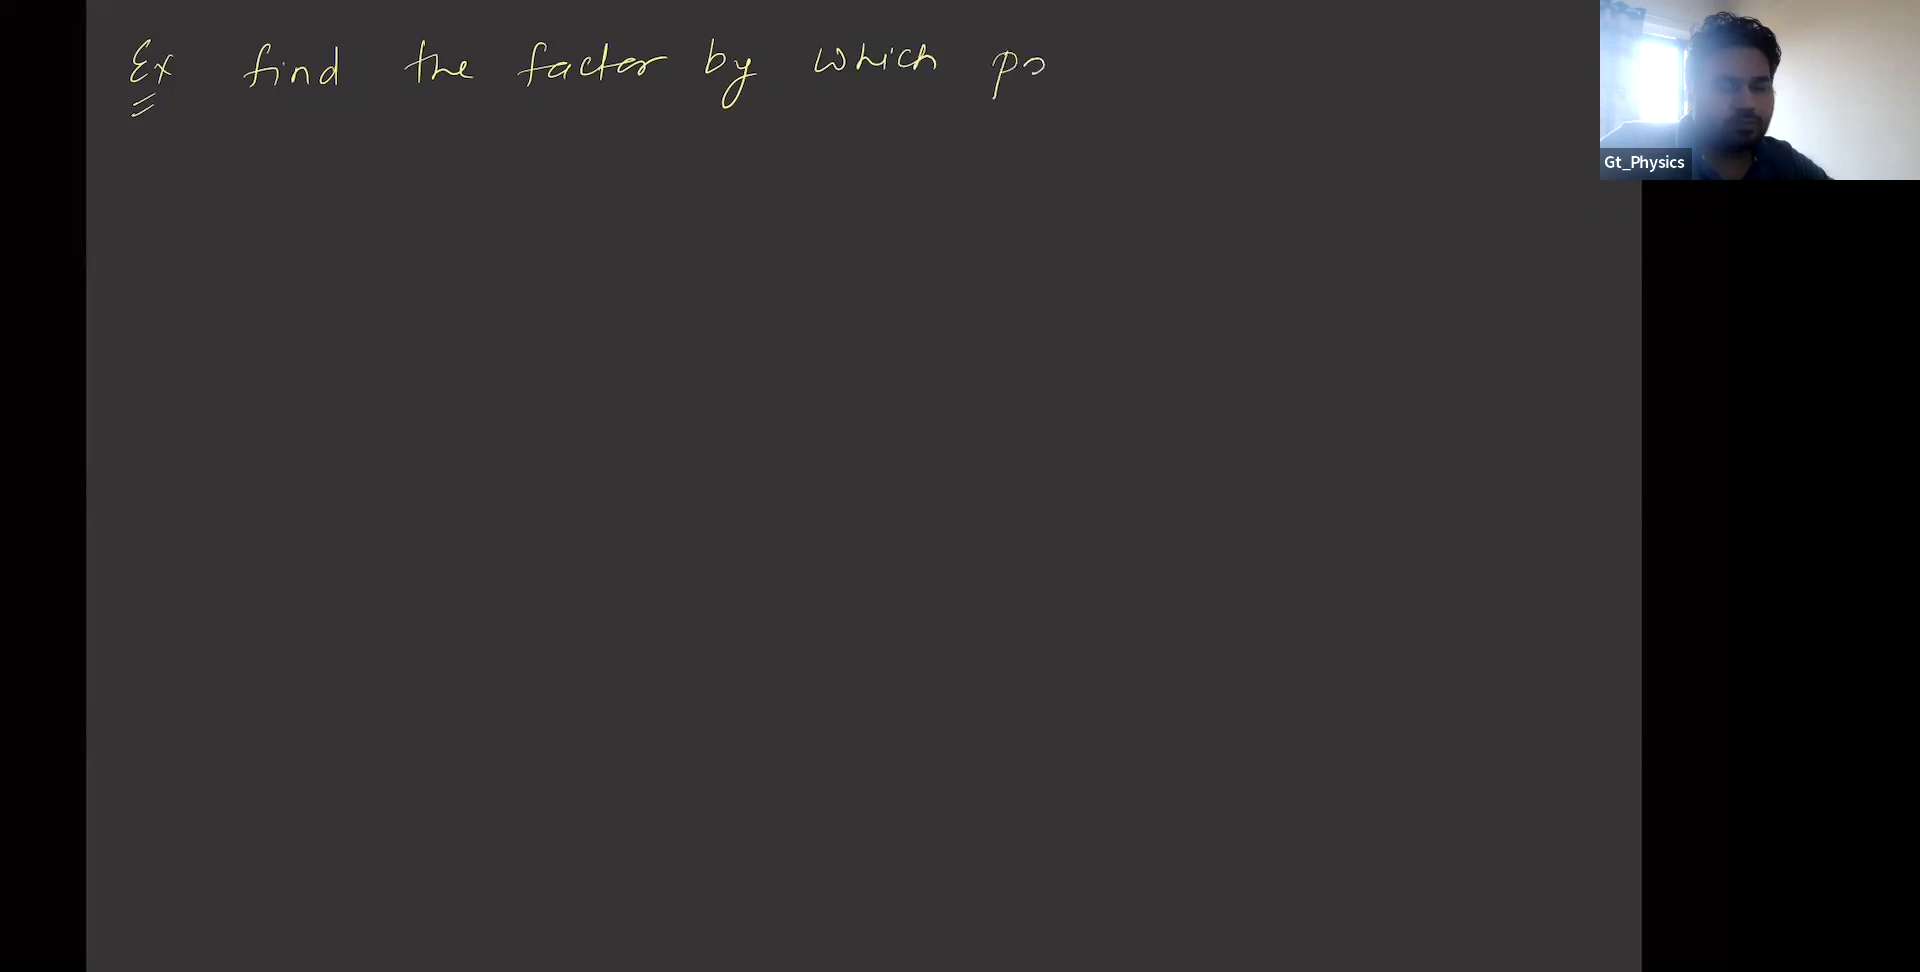 Ex find the factor by which
Gt_Physics